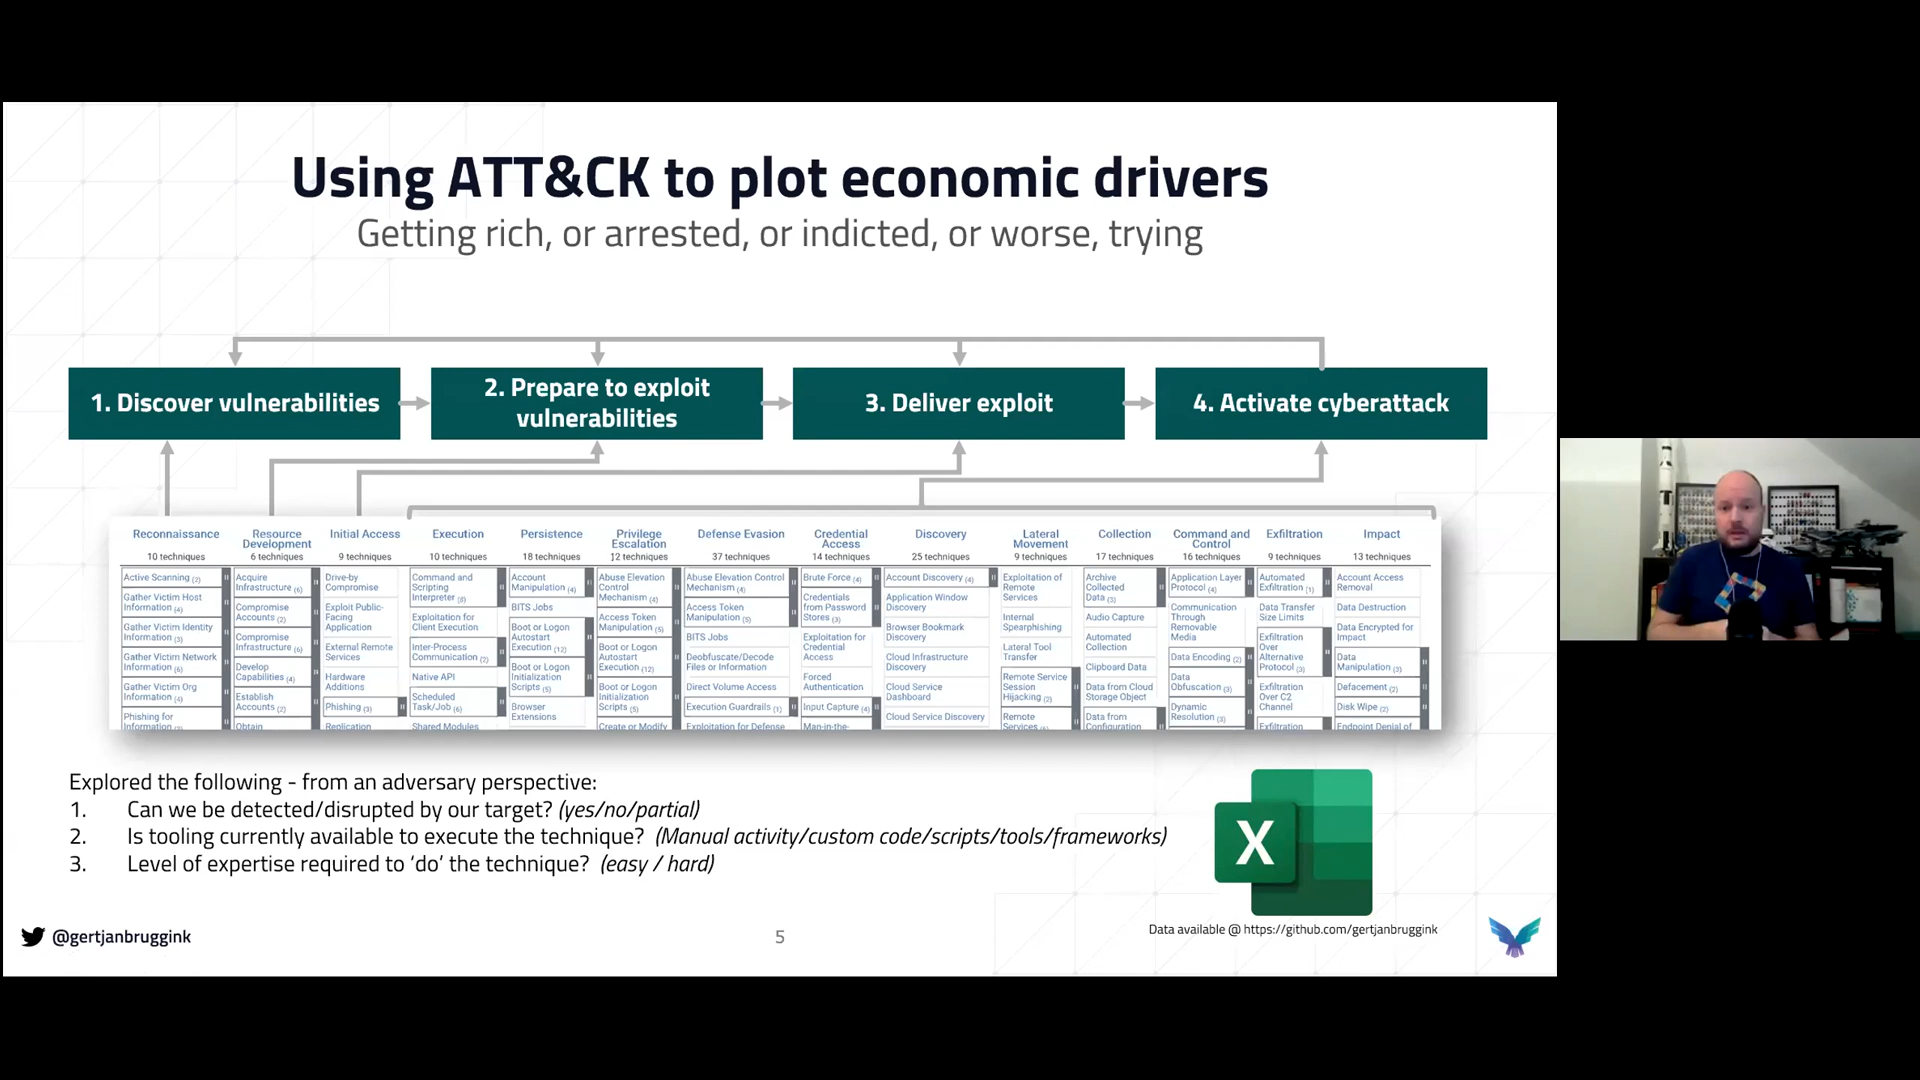 Using ATT&CK to plot economic drivers
Getting rich, or arrested, or indicted, or worse, trying
1. Discover vulnerabilities
2. Prepare to exploit
vulnerabilities
3. Deliver exploit
4. Activate cyberattack
Reconnaissance
10 techniques
Active Scanning (2)
Gather Victim Host
Information (4)
Gather Victim Identity
Information (3)
Gather Victim Network
Information (6)
Gather Victim Org
Information (4)
Phishing for
Information (3)
Resource
Development
6 techniques
Acquire
Infrastructure (6)
Compromise
Accounts (2)
Compromise
Infrastructure (6)
Develop
Capabilities (4)
Establish
Accounts (2)
Obtain
Initial Access
9 techniques
Drive-by
Compromise
Exploit Public-
Facing
Application
External Remote
Services
Hardware
Additions
Phishing (3)
Replication
Execution
10 techniques
Command and
Scripting
Interpreter (8)
Exploitation for
Client Execution
Inter-Process
Communication (2)
Native API
Scheduled
Task/Job (6)
Shared Modules
Persistence
18 techniques
Account
Manipulation (4)
BITS Jobs
Boot or Logon
Autostart
Execution (12)
Boot or Logon
Initialization
Scripts (5)
Browser
Extensions
Privilege
Escalation
12 techniques
Abuse Elevation
Control
Mechanism (4)
Access Token
Manipulation (5)
Boot or Logon
Autostart
Execution (12)
Boot or Logon
Initialization
Scripts (5)
Create or Modify
Defense Evasion
37 techniques
Abuse Elevation Control
Mechanism (4)
Access Token
Manipulation (5)
BITS Jobs
Deobfuscate/Decode
Files or Information
Direct Volume Access
Execution Guardrails (1)
Exploitation for Defense
Credential
Access
14 techniques
Brute Force (4)
Credentials
from Password
Stores (3)
Exploitation for
Credential
Access
Forced
Authentication
Input Capture (4)
Man-in-the-
Discovery
25 techniques
Account Discovery (4)
Application Window
Discovery
Browser Bookmark
Discovery
Cloud Infrastructure
Discovery
Cloud Service
Dashboard
Cloud Service Discovery
Lateral
Movement
9 techniques
Exploitation of
Remote
Services
Internal
Spearphishing
Lateral Tool
Transfer
Remote Service
Session
Hijacking (2)
Remote
Services (6)
Collection
17 techniques
Archive
Collected
Data (3)
Audio Capture
Automated
Collection
Clipboard Data
Data from Cloud
Storage Object
Data from
Configuration
Command and
Control
16 techniques
Application Layer
Protocol (4)
Communication
Through
Removable
Media
Data Encoding (2)
Data
Obfuscation (3)
Dynamic
Resolution (3)
Exfiltration
9 techniques
Automated
Exfiltration (1)
Data Transfer
Size Limits
Exfiltration
Over
Alternative
Protocol (3)
Exfiltration
Over C2
Channel
Exfiltration
Impact
13 techniques
Account Access
Removal
Data Destruction
Data Encrypted for
Impact
Data
Manipulation (3)
Defacement (2)
Disk Wipe (2)
Endpoint Denial of
Explored the following - from an adversary perspective:
1. Can we be detected/disrupted by our target? (yes/no/partial)
2. Is tooling currently available to execute the technique? (Manual activity/custom code/scripts/tools/frameworks)
3. Level of expertise required to ‘do’ the technique? (easy / hard)
X
Data available @ https://github.com/gertjanbruggink
@gertjanbruggink
5